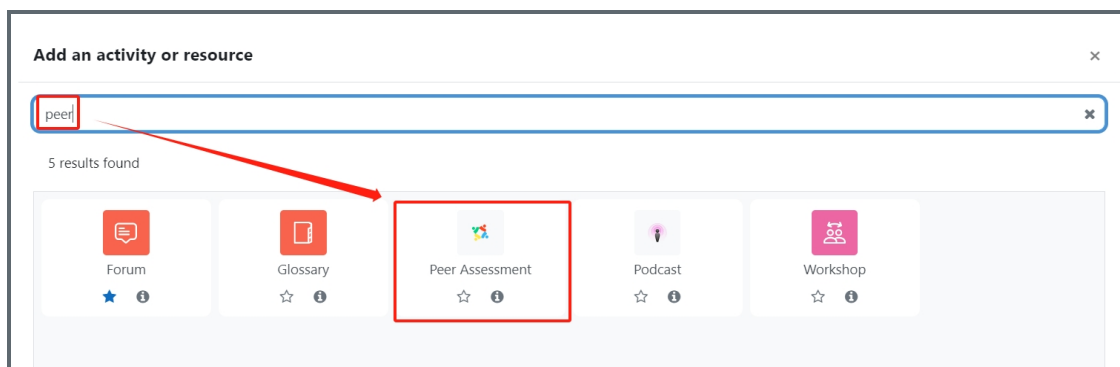 Add an activity or resource
peer
5 results found
Forum
Glossary
Peer Assessment
Podcast
Workshop